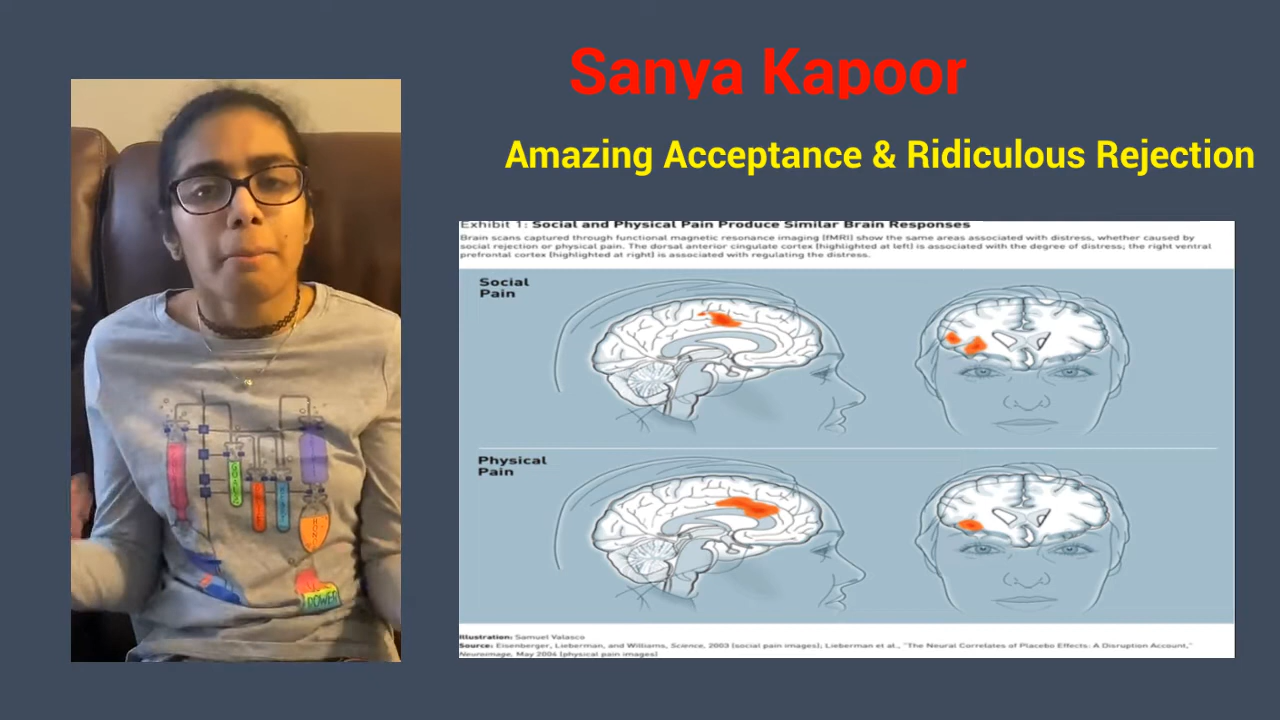 Sanya Kapoor
Amazing Acceptance & Ridiculous Rejection
Exhibit 1: Social and Physical Pain Produce Similar Brain Responses
Brain scans captured through functional magnetic resonance imaging [fMRI] show the same areas associated with distress, whether caused by
social rejection or physical pain. The dorsal anterior cingulate cortex [highlighted at left] is associated with the degree of distress; the right ventral
prefrontal cortex [highlighted at right] is associated with regulating the distress.
Social
Pain
Physical
Pain
POWER
Illustration: Samuel Valasco
Source: Eisenberger, Lieberman, and Williams, Science, 2003 [social pain images]; Lieberman et al., "The Neural Correlates of Placebo Effects: A Disruption Account,"
Neuroimage, May 2004 [physical pain images]